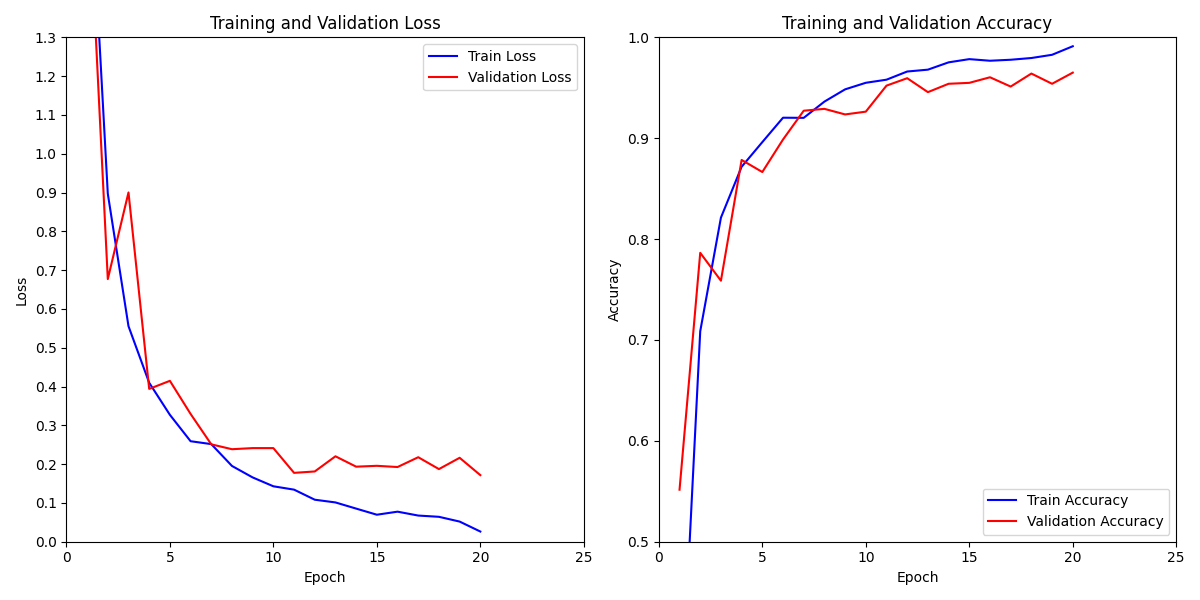 Training and Validation Loss
1.3
1.2
1.1
1.0
0.9
0.8
0.7
0.6
0.5
0.4
0.3
0.2
0.1
0.0
Loss
Train Loss
Validation Loss
0 5 10 15 20 25
Epoch
Training and Validation Accuracy
1.0
0.9
0.8
0.7
0.6
0.5
Accuracy
Train Accuracy
Validation Accuracy
0 5 10 15 20 25
Epoch